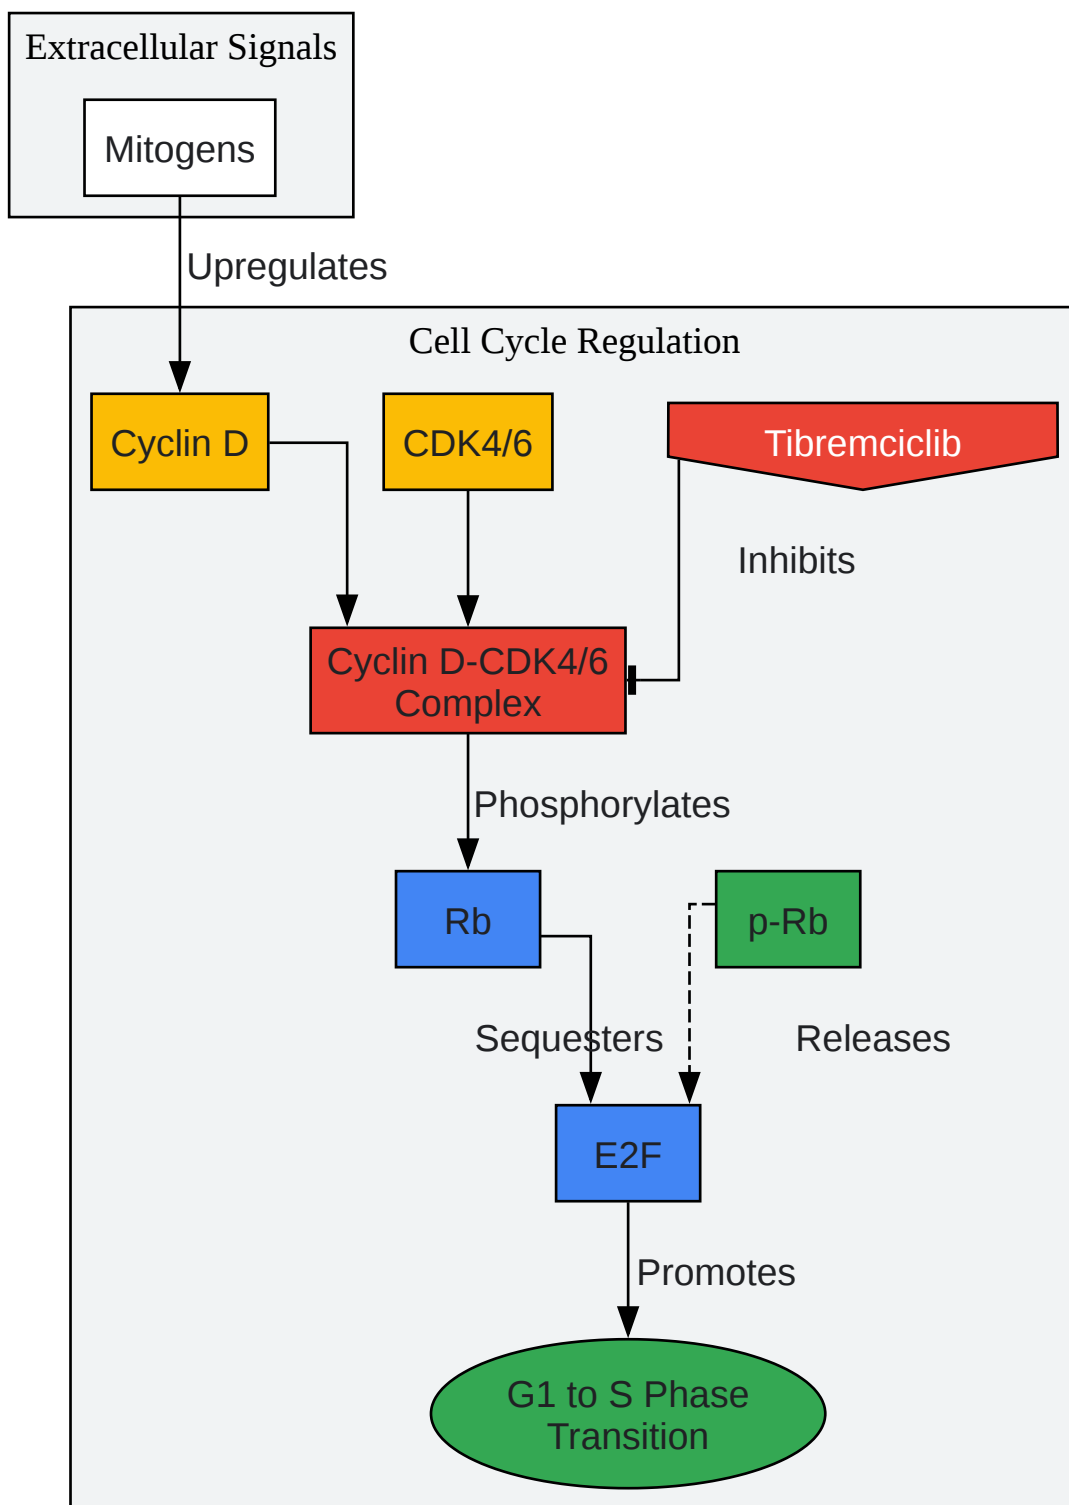 Extracellular Signals
Mitogens
Upregulates
Cell Cycle Regulation
Cyclin D
CDK4/6
Tibremciclib
Inhibits
Cyclin D-CDK4/6
Complex
Phosphorylates
Rb
p-Rb
Sequesters
Releases
E2F
Promotes
G1 to S Phase
Transition